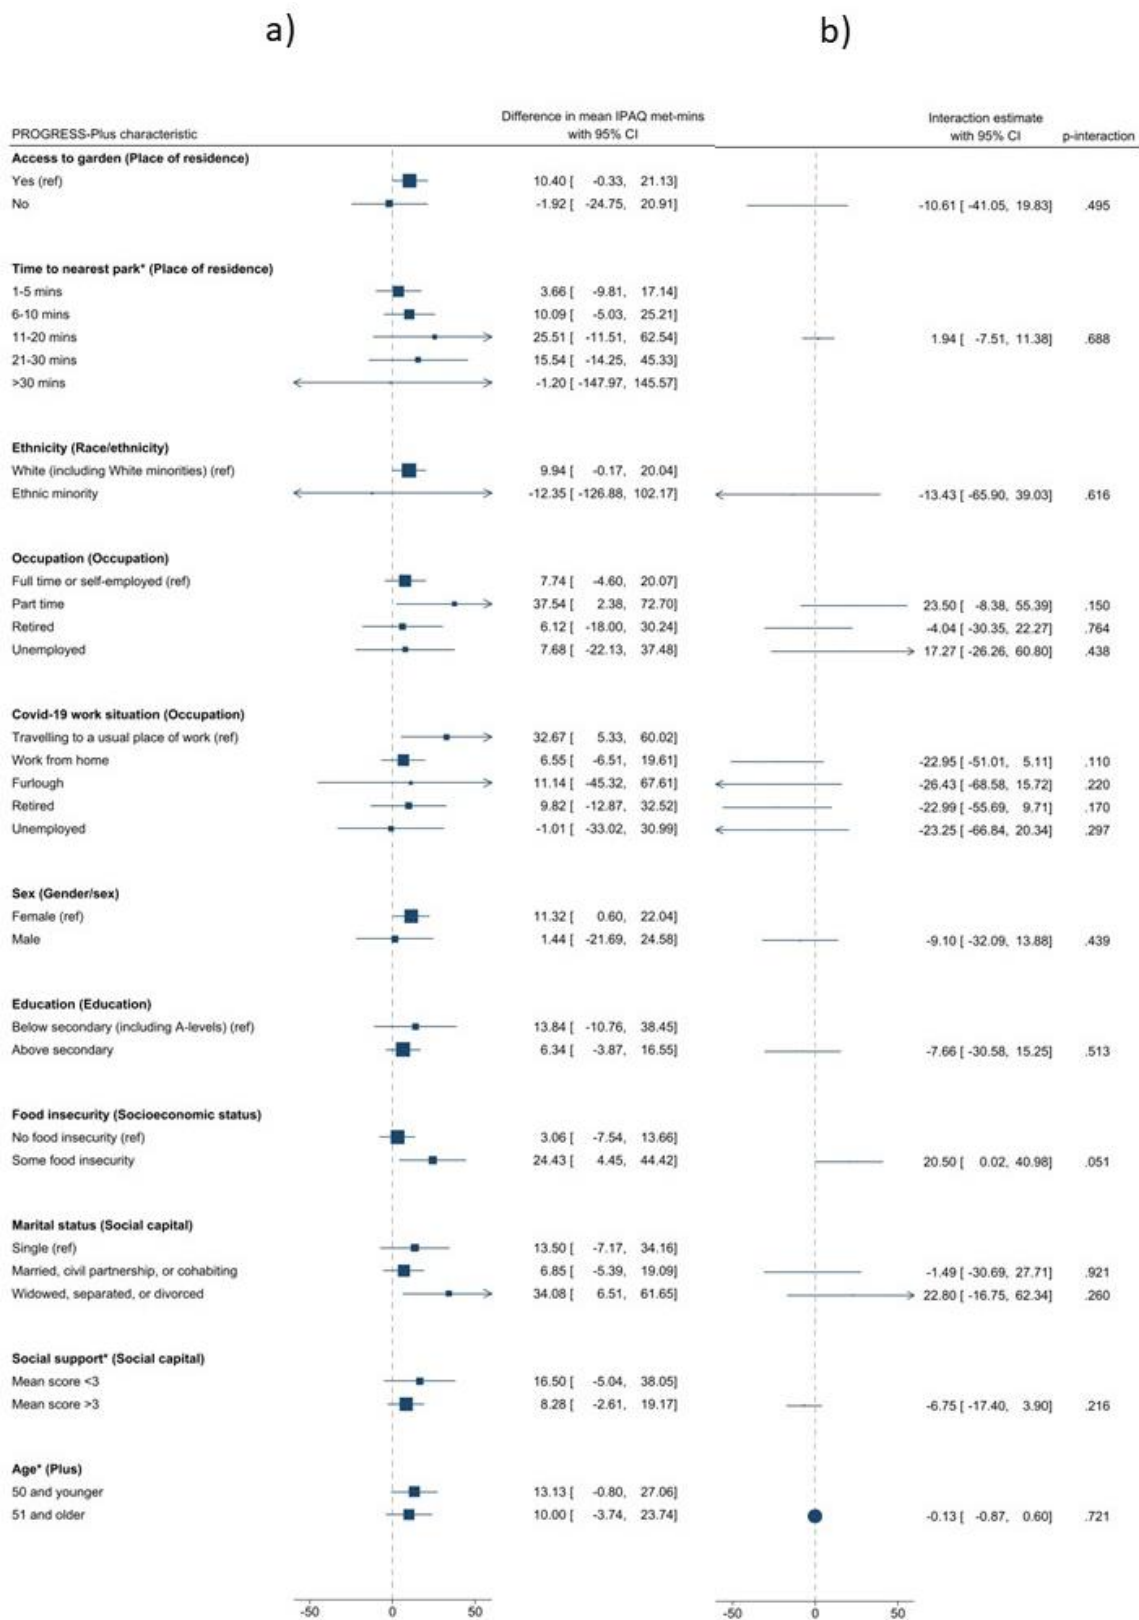 a) b)
Difference in mean IPAQ met-mins Interaction estimate
PROGRESS-Plus characteristic with 95% CI with 95% CI p-interaction
Access to garden (Place of residence)
Yes (ref) 10.40 [ -0.33, 21.13]
No -1.92 [ -24.75, 20.91] -10.61 [ -41.05, 19.83] .495
Time to nearest park* (Place of residence)
1-5 mins 3.66 [ -9.81, 17.14]
6-10 mins 10.09 [ -5.03, 25.21]
11-20 mins 25.51 [ -11.51, 62.54] 1.94 [ -7.51, 11.38] .688
21-30 mins 15.54 [ -14.25, 45.33]
>30 mins -1.20 [ -147.97, 145.57]
Ethnicity (Race/ethnicity)
White (including White minorities) (ref) 9.94 [ -0.17, 20.04]
Ethnic minority -12.35 [ -126.88, 102.17] -13.43 [ -65.90, 39.03] .616
Occupation (Occupation)
Full time or self-employed (ref) 7.74 [ -4.60, 20.07]
Part time 37.54 [ 2.38, 72.70] 23.50 [ -8.38, 55.39] .150
Retired 6.12 [ -18.00, 30.24] -4.04 [ -30.35, 22.27] .764
Unemployed 7.68 [ -22.13, 37.48] 17.27 [ -26.26, 60.80] .438
Covid-19 work situation (Occupation)
Travelling to a usual place of work (ref) 32.67 [ 5.33, 60.02]
Work from home 6.55 [ -6.51, 19.61] -22.95 [ -51.01, 5.11] .110
Furlough 11.14 [ -45.32, 67.61] -26.43 [ -68.58, 15.72] .220
Retired 9.82 [ -12.87, 32.52] -22.99 [ -55.69, 9.71] .170
Unemployed -1.01 [ -33.02, 30.99] -23.25 [ -66.84, 20.34] .297
Sex (Gender/sex)
Female (ref) 11.32 [ 0.60, 22.04]
Male 1.44 [ -21.69, 24.58] -9.10 [ -32.09, 13.88] .439
Education (Education)
Below secondary (including A-levels) (ref) 13.84 [ -10.76, 38.45]
Above secondary 6.34 [ -3.87, 16.55] -7.66 [ -30.58, 15.25] .513
Food insecurity (Socioeconomic status)
No food insecurity (ref) 3.06 [ -7.54, 13.66]
Some food insecurity 24.43 [ 4.45, 44.42] 20.50 [ 0.02, 40.98] .051
Marital status (Social capital)
Single (ref) 13.50 [ -7.17, 34.16]
Married, civil partnership, or cohabiting 6.85 [ -5.39, 19.09] -1.49 [ -30.69, 27.71] .921
Widowed, separated, or divorced 34.08 [ 6.51, 61.65] 22.80 [ -16.75, 62.34] .260
Social support* (Social capital)
Mean score <3 16.50 [ -5.04, 38.05]
Mean score >3 8.28 [ -2.61, 19.17] -6.75 [ -17.40, 3.90] .216
Age* (Plus)
50 and younger 13.13 [ -0.80, 27.06]
51 and older 10.00 [ -3.74, 23.74] -0.13 [ -0.87, 0.60] .721
-50 0 50 -50 0 50